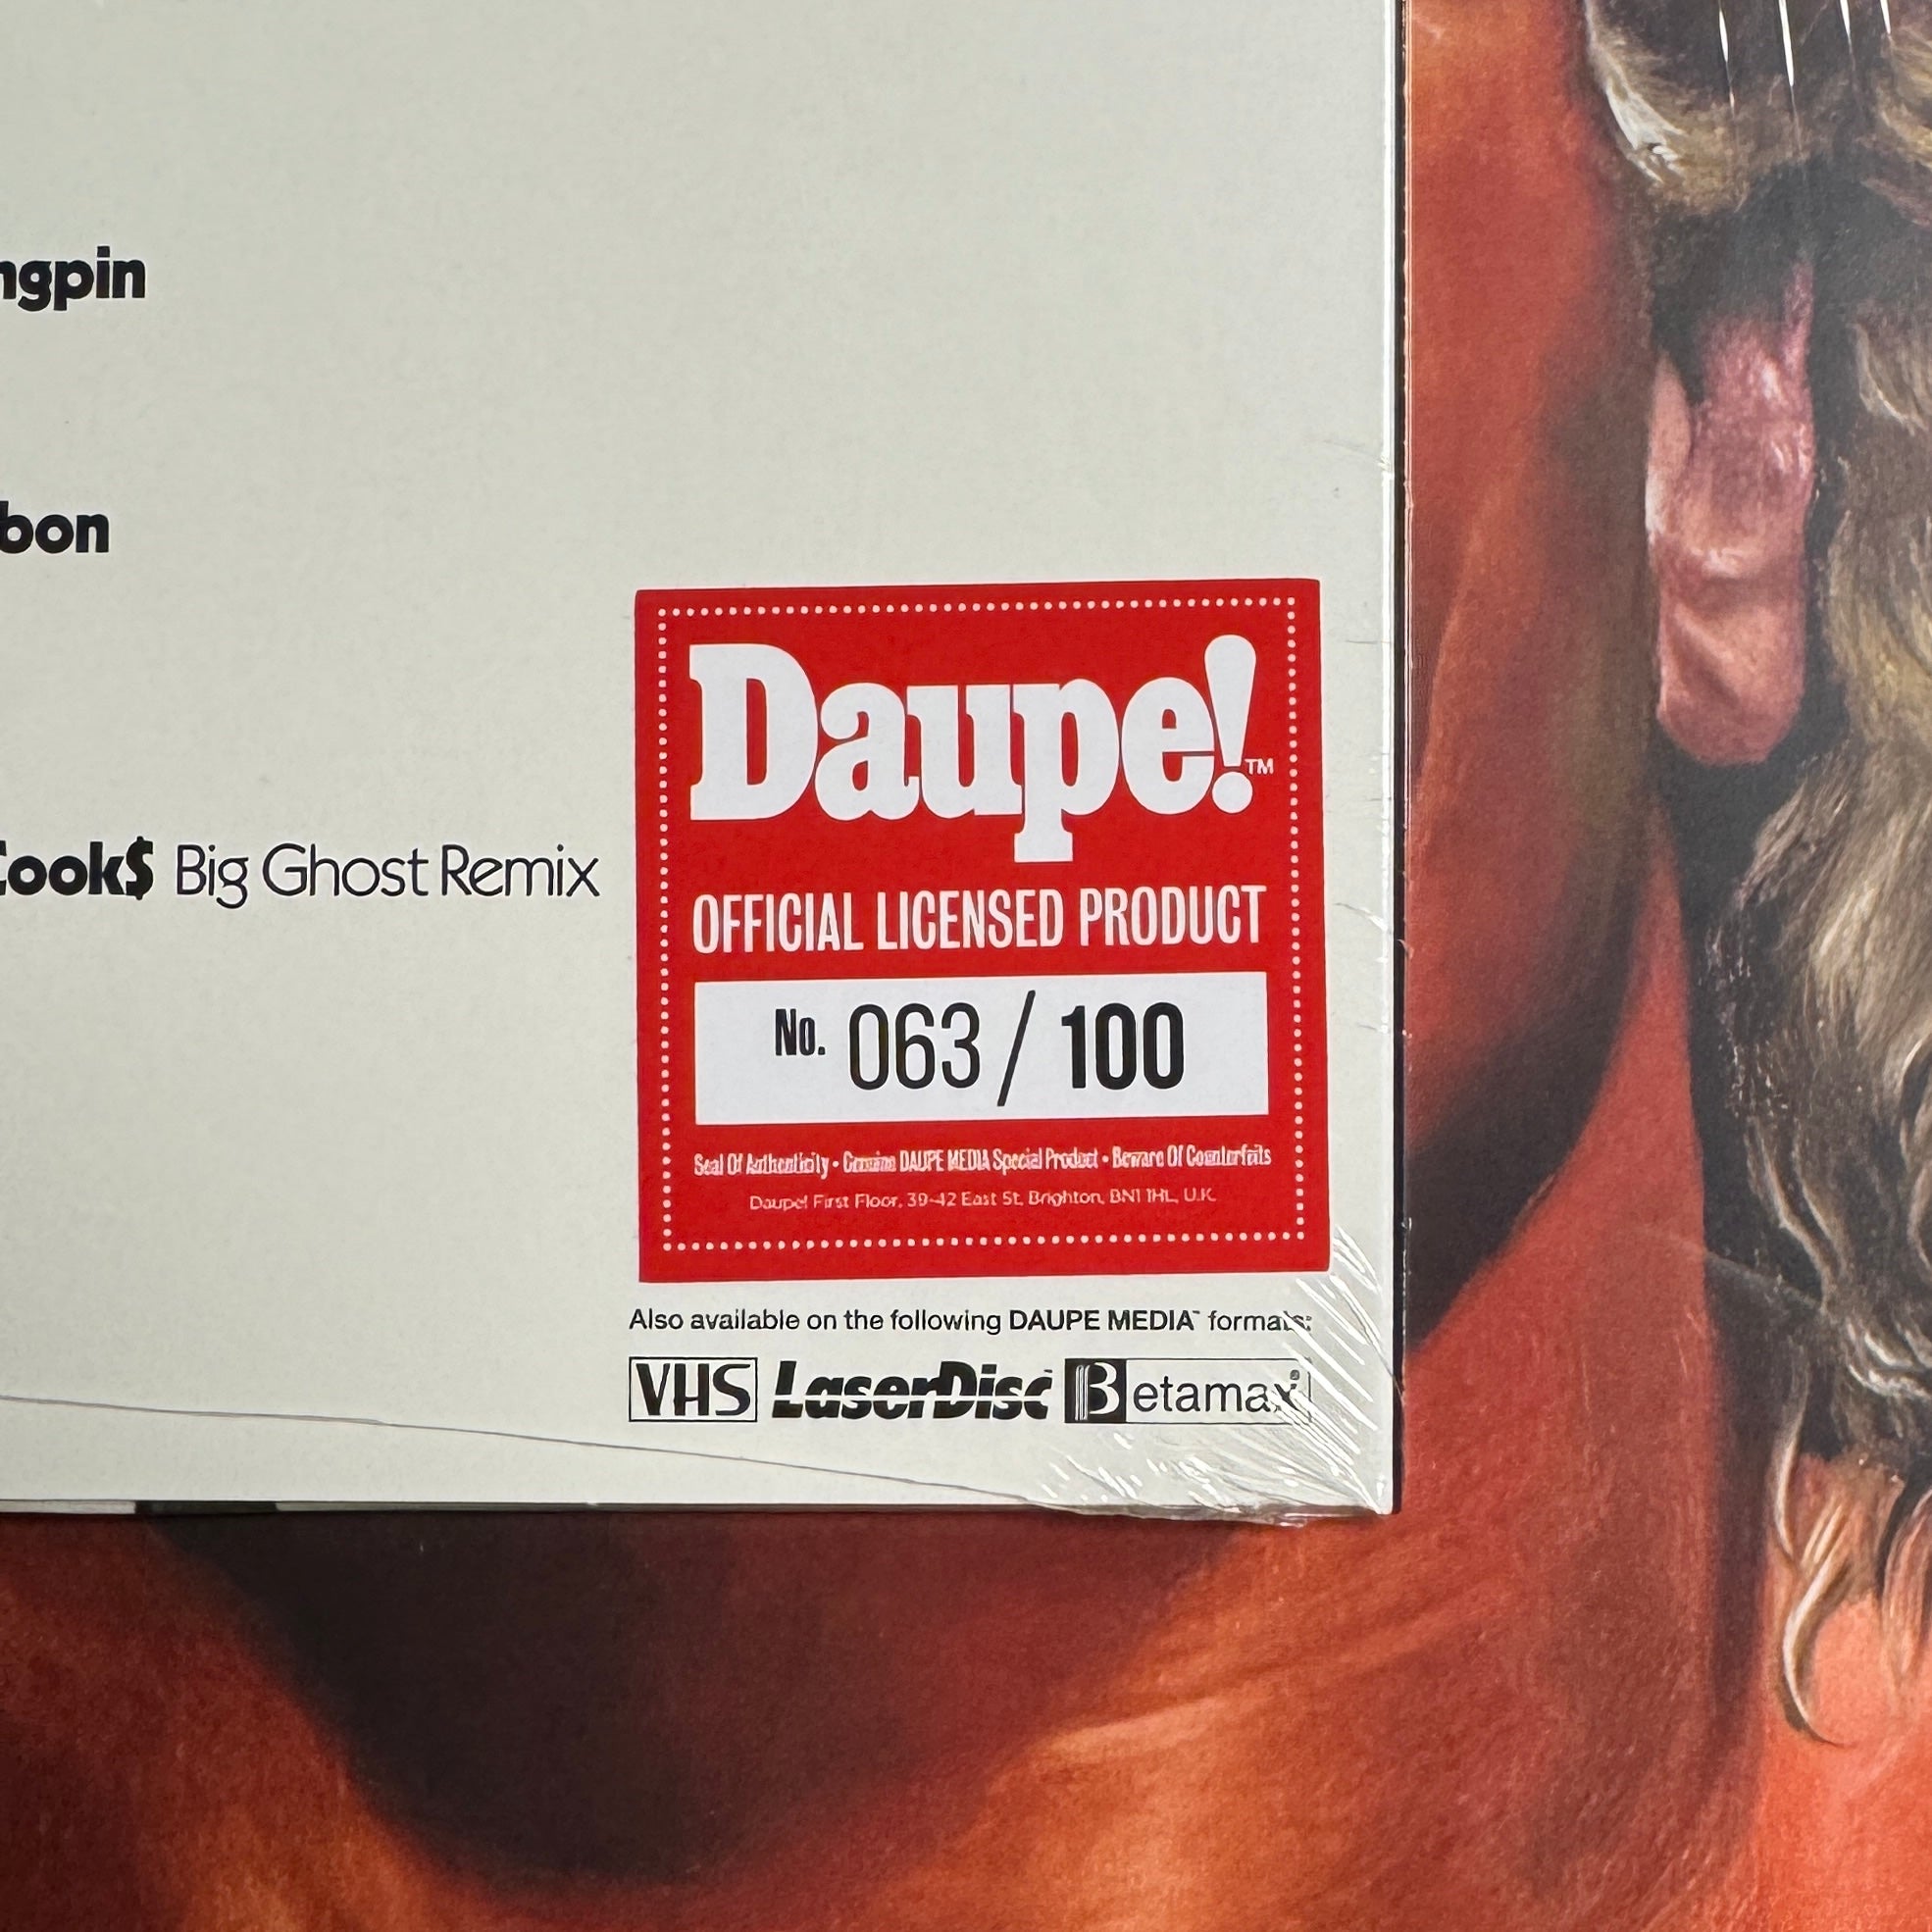 ngpin
bon
Cook$ Big Ghost Remix
Daupe!™
OFFICIAL LICENSED PRODUCT
No. 063 / 100
Seal Of Authenticity • Genuine DAUPE MEDIA Special Product • Beware Of Counterfeits
Daupe! First Floor, 39-42 East St, Brighton, BN1 1HL, U.K.
Also available on the following DAUPE MEDIA™ formats:
VHS LaserDisc™ Betamax